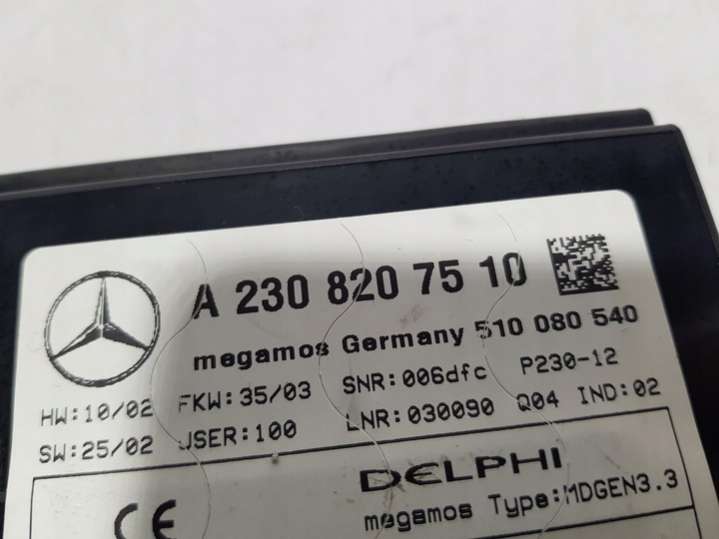 A 230 820 75 10
megamos Germany 510 080 540
HW:10/02 FKW:35/03 SNR:006dfc P230-12
SW:25/02 JSER:100 LNR:030090 Q04 IND:02
DELPHI
CE megamos Type:MDGEN3.3